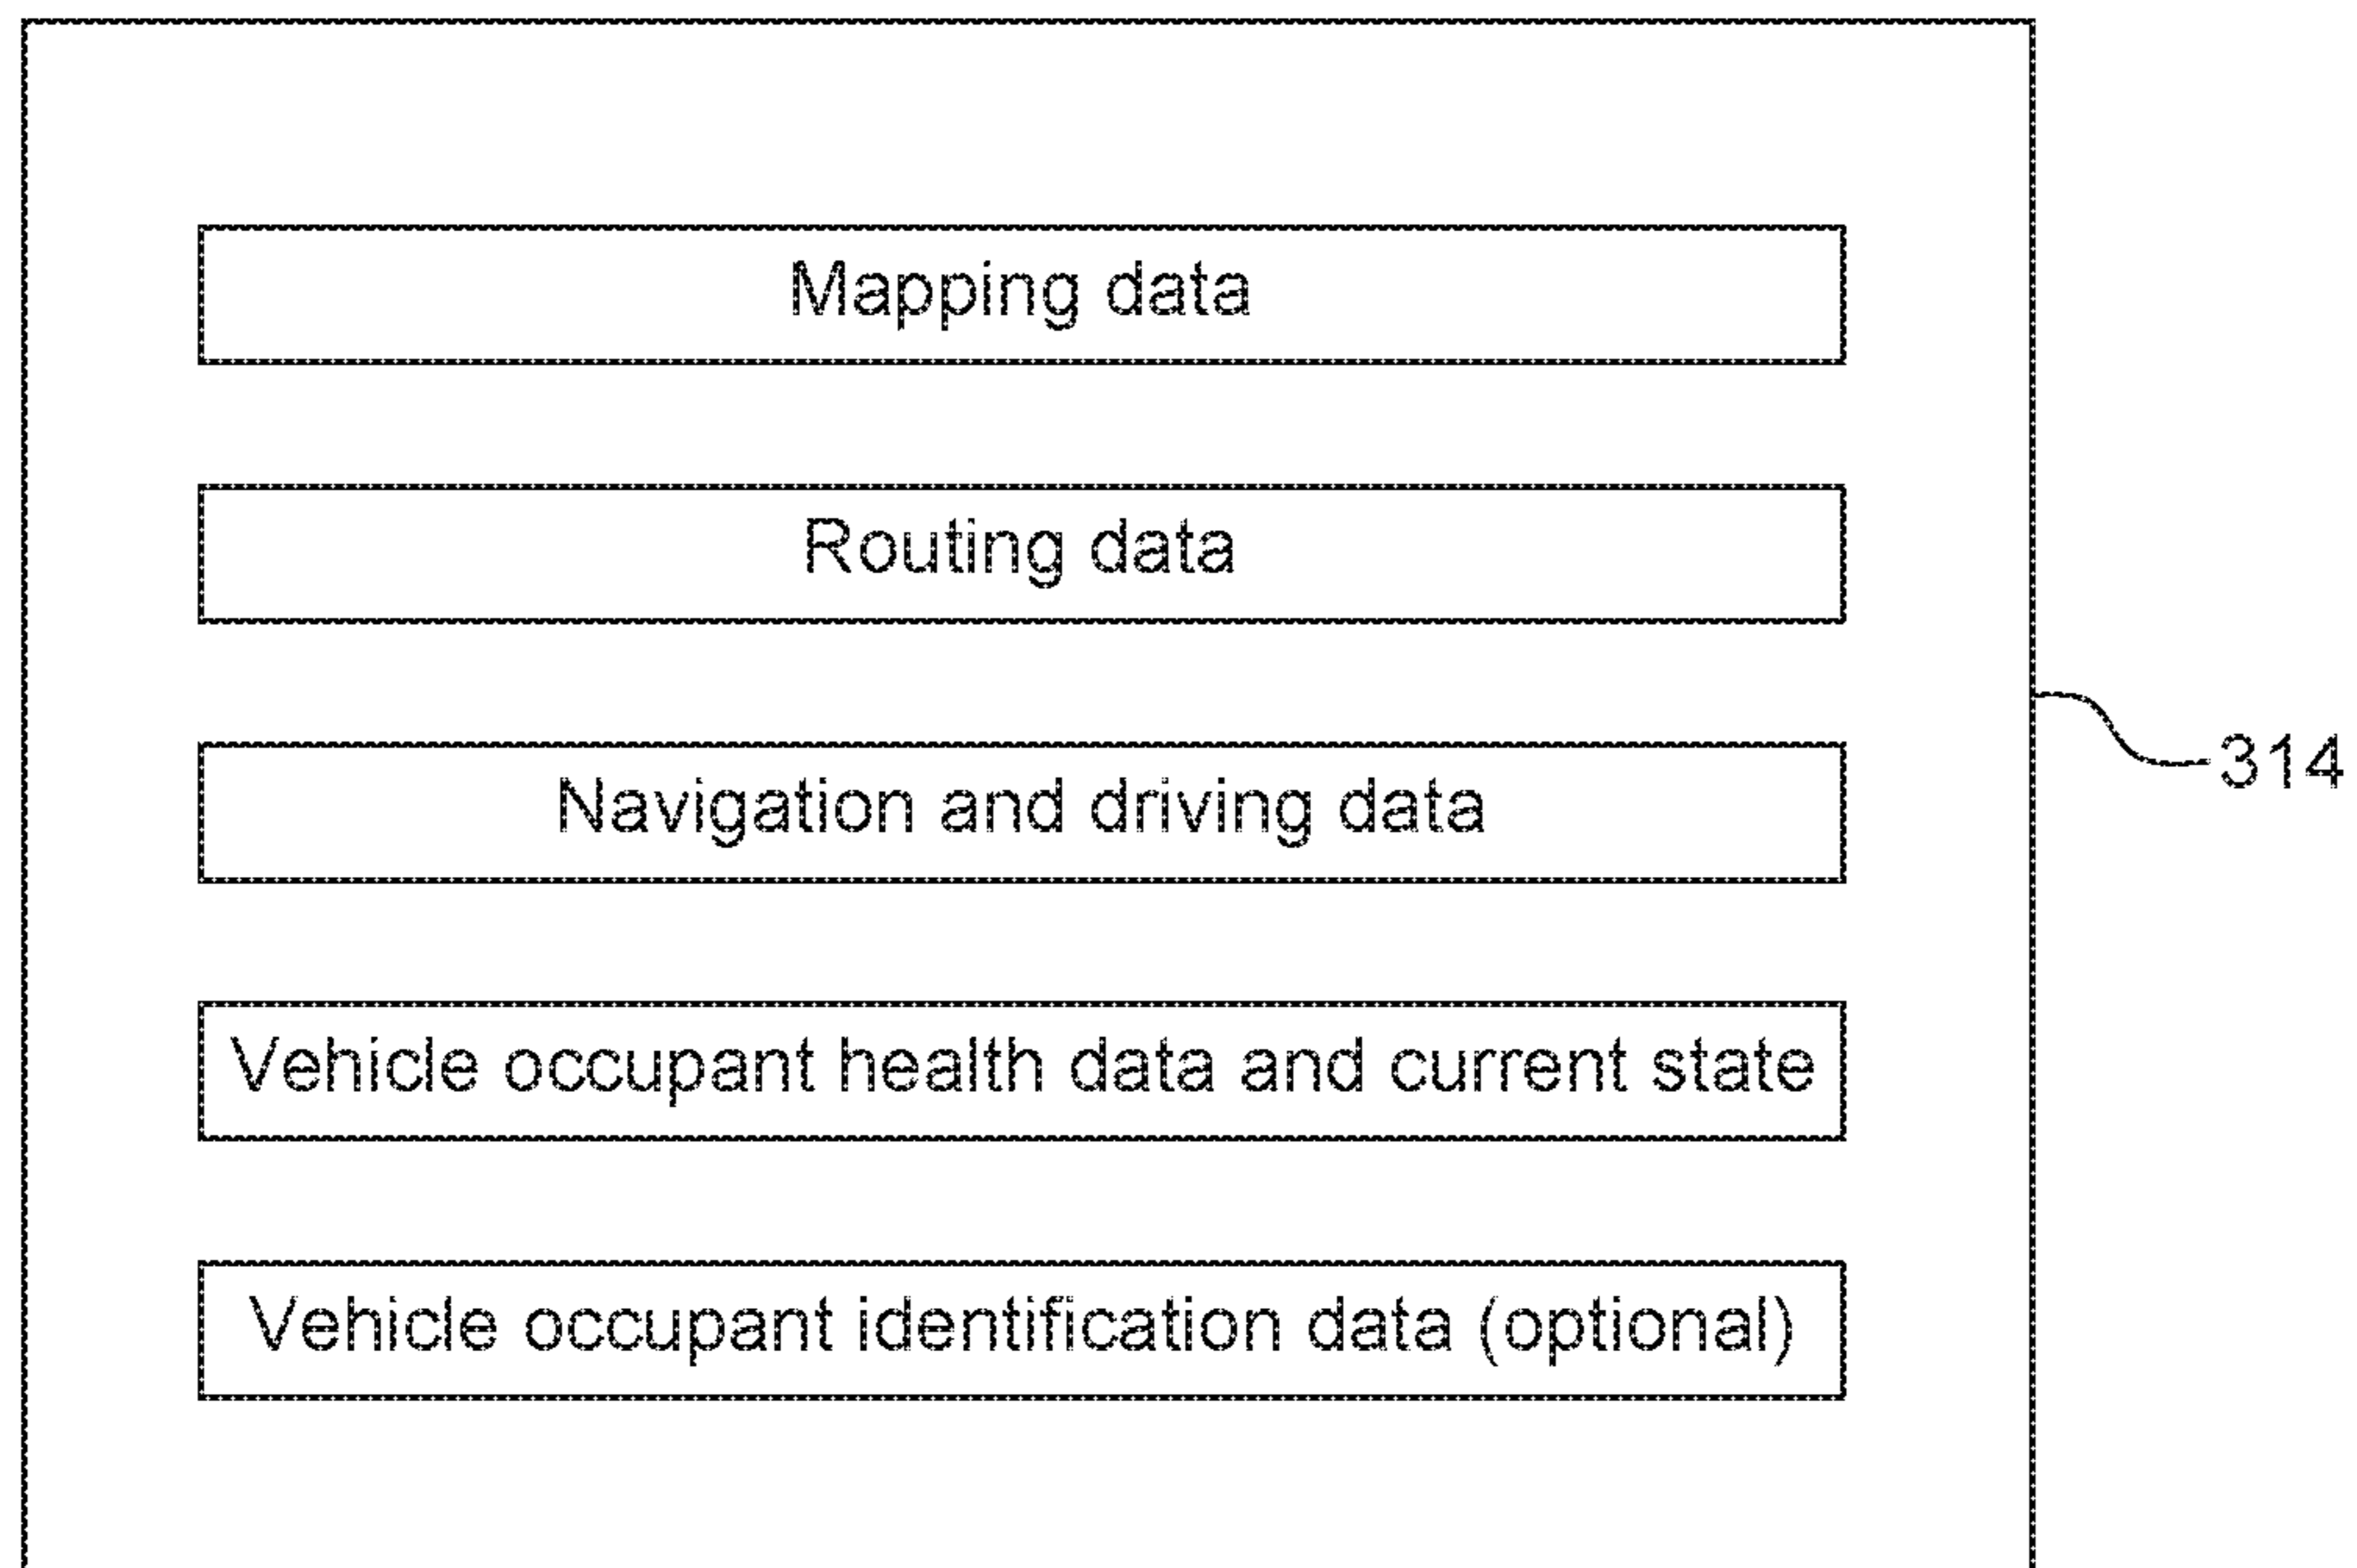 Mapping data
Routing data
Navigation and driving data
314
Vehicle occupant health data and current state
Vehicle occupant identification data (optional)